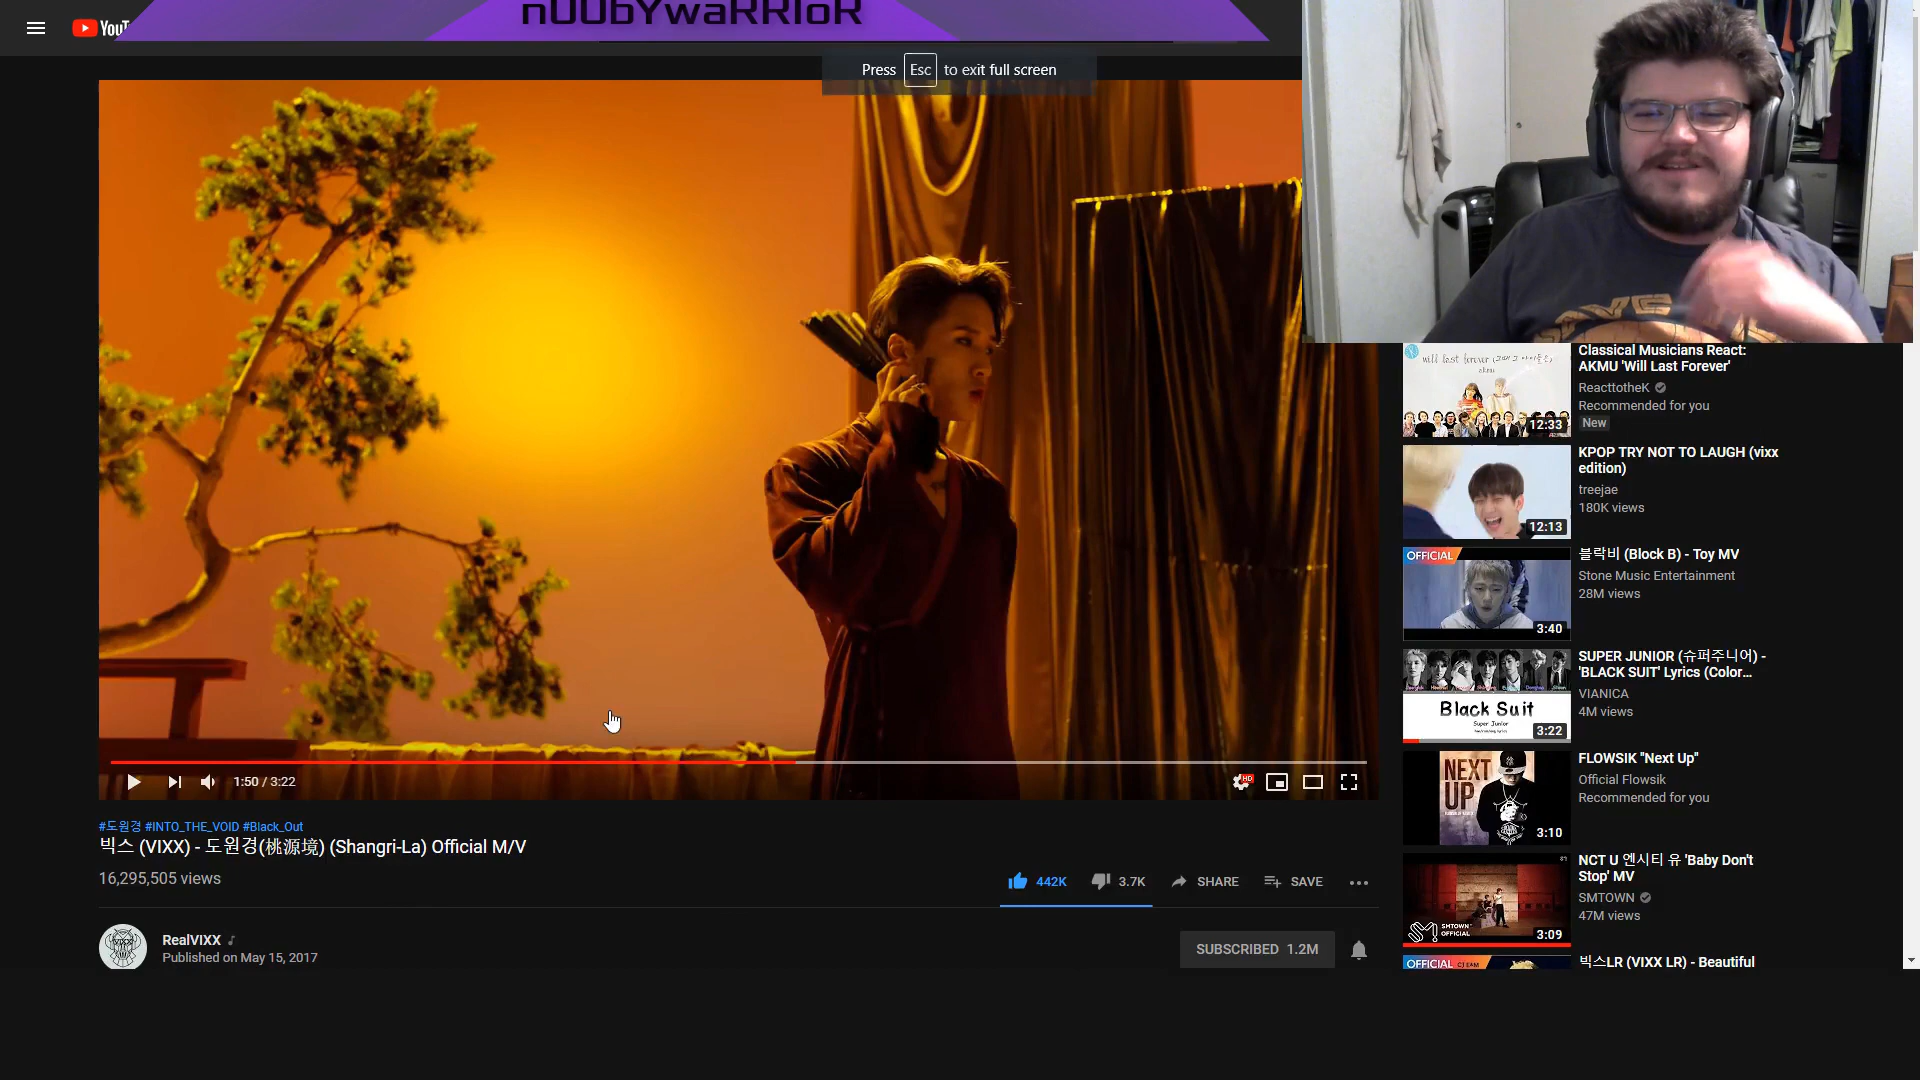 nUUbYwaRRIoR
Press Esc to exit full screen
1:50 / 3:22
#도원경 #INTO_THE_VOID #Black_Out
빅스 (VIXX) - 도원경(桃源境) (Shangri-La) Official M/V
16,295,505 views
442K
3.7K
SHARE
SAVE
RealVIXX
Published on May 15, 2017
SUBSCRIBED 1.2M
12:33
Classical Musicians React:
AKMU 'Will Last Forever'
ReacttotheK
Recommended for you
New
12:13
KPOP TRY NOT TO LAUGH (vixx
edition)
treejae
180K views
OFFICIAL
3:40
블락비 (Block B) - Toy MV
Stone Music Entertainment
28M views
Black Suit
Super Junior
3:22
SUPER JUNIOR (슈퍼주니어) -
'BLACK SUIT' Lyrics (Color...
VIANICA
4M views
NEXT
UP
3:10
FLOWSIK "Next Up"
Official Flowsik
Recommended for you
SMTOWN
OFFICIAL
3:09
NCT U 엔시티 유 'Baby Don't
Stop' MV
SMTOWN
47M views
OFFICIAL
빅스LR (VIXX LR) - Beautiful